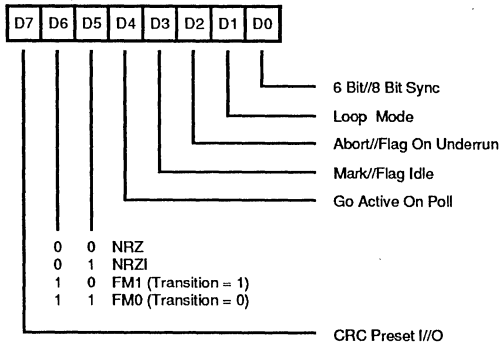 D7 D6 D5 D4 D3 D2 D1 D0
6 Bit//8 Bit Sync
Loop Mode
Abort//Flag On Underrun
Mark//Flag Idle
Go Active On Poll
0 0 NRZ
0 1 NRZI
1 0 FM1 (Transition = 1)
1 1 FM0 (Transition = 0)
CRC Preset I//O